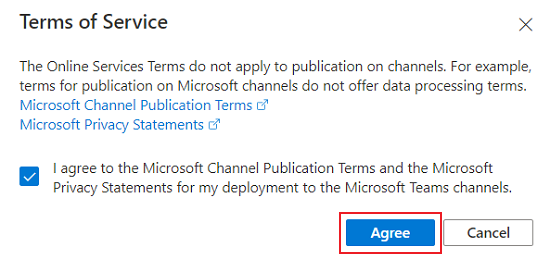 Terms of Service
The Online Services Terms do not apply to publication on channels. For example,
terms for publication on Microsoft channels do not offer data processing terms.
Microsoft Channel Publication Terms
Microsoft Privacy Statements
I agree to the Microsoft Channel Publication Terms and the Microsoft
Privacy Statements for my deployment to the Microsoft Teams channels.
Agree
Cancel